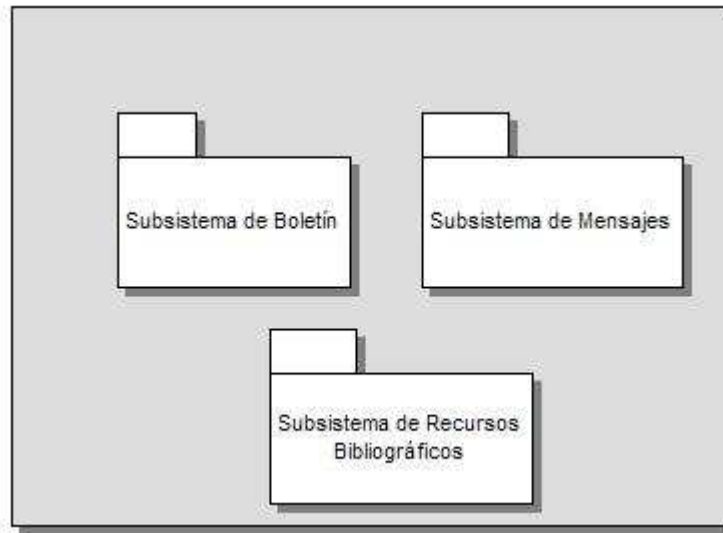 Subsistema de Boletín
Subsistema de Mensajes
Subsistema de Recursos
Bibliográficos